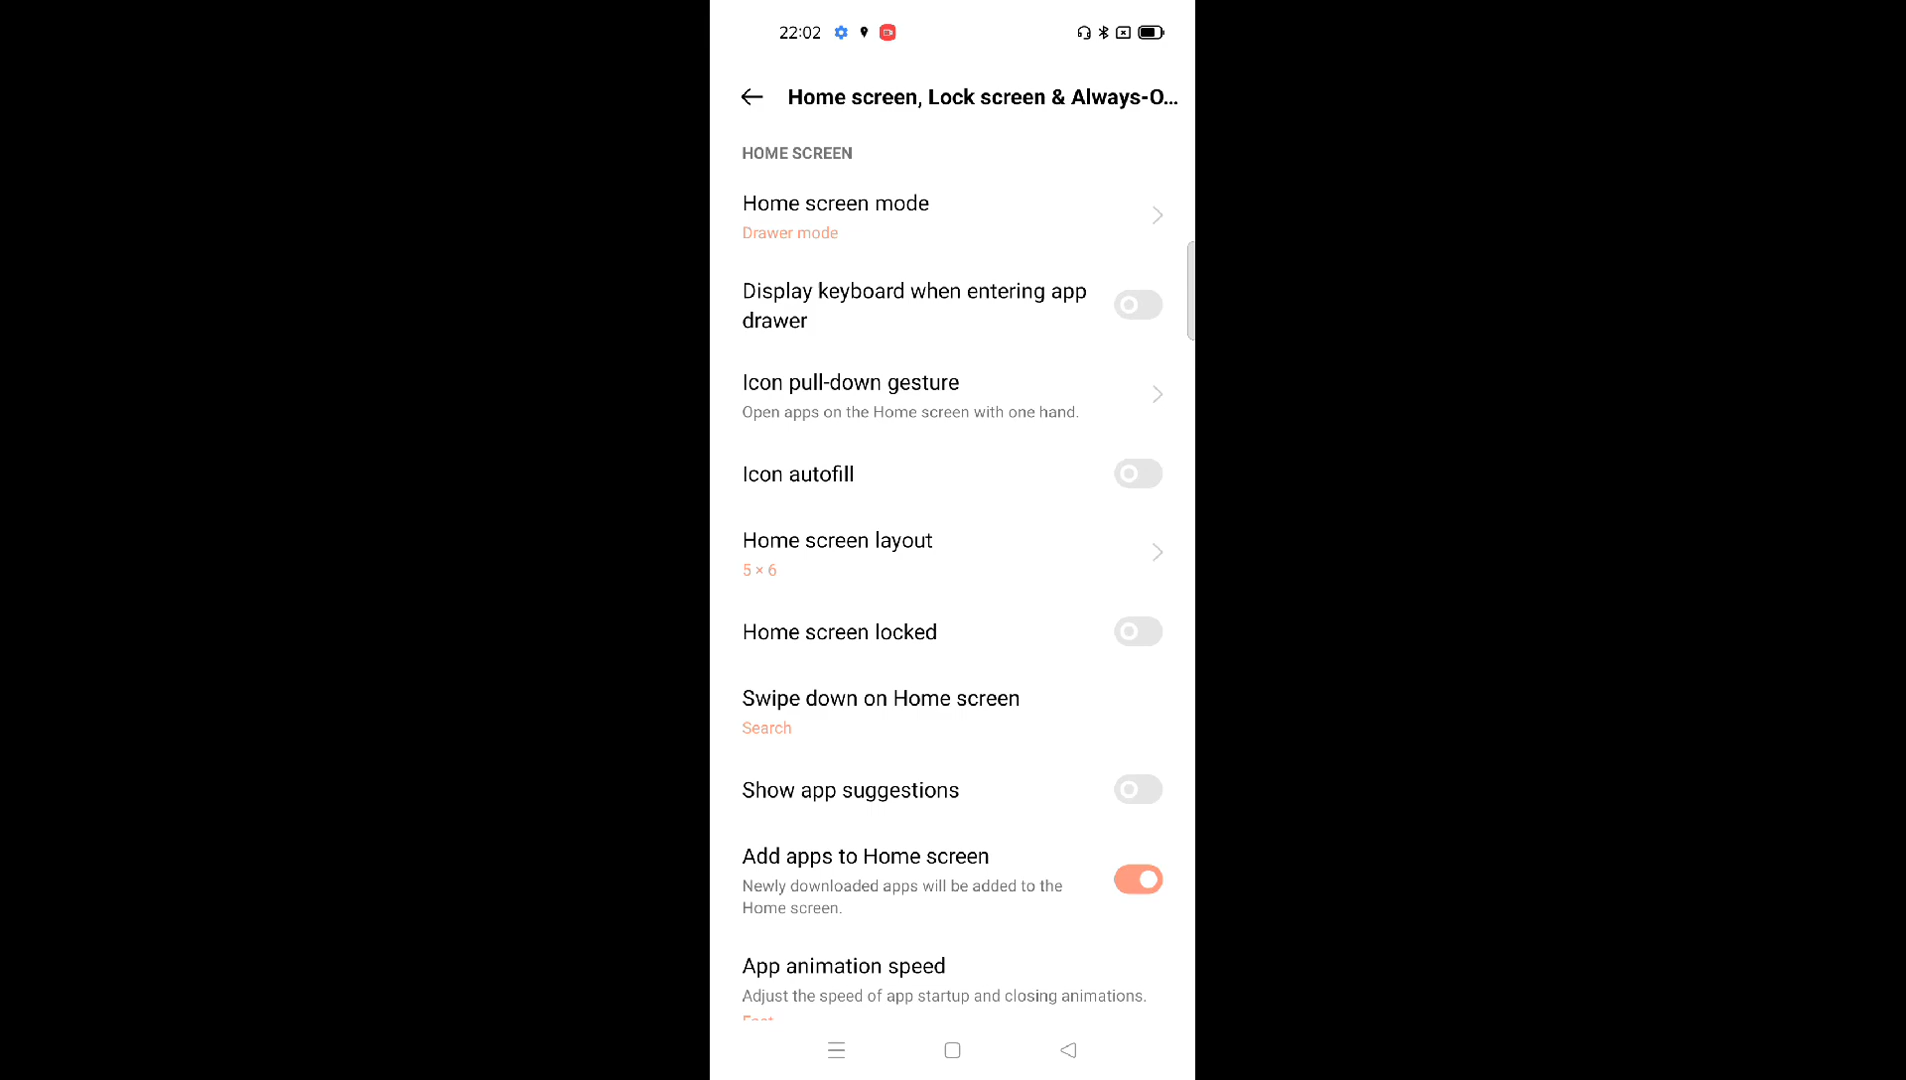 22:02
Home screen, Lock screen & Always-O...
HOME SCREEN
Home screen mode
Drawer mode
Display keyboard when entering app
drawer
Icon pull-down gesture
Open apps on the Home screen with one hand.
Icon autofill
Home screen layout
5 × 6
Home screen locked
Swipe down on Home screen
Search
Show app suggestions
Add apps to Home screen
Newly downloaded apps will be added to the
Home screen.
App animation speed
Adjust the speed of app startup and closing animations.